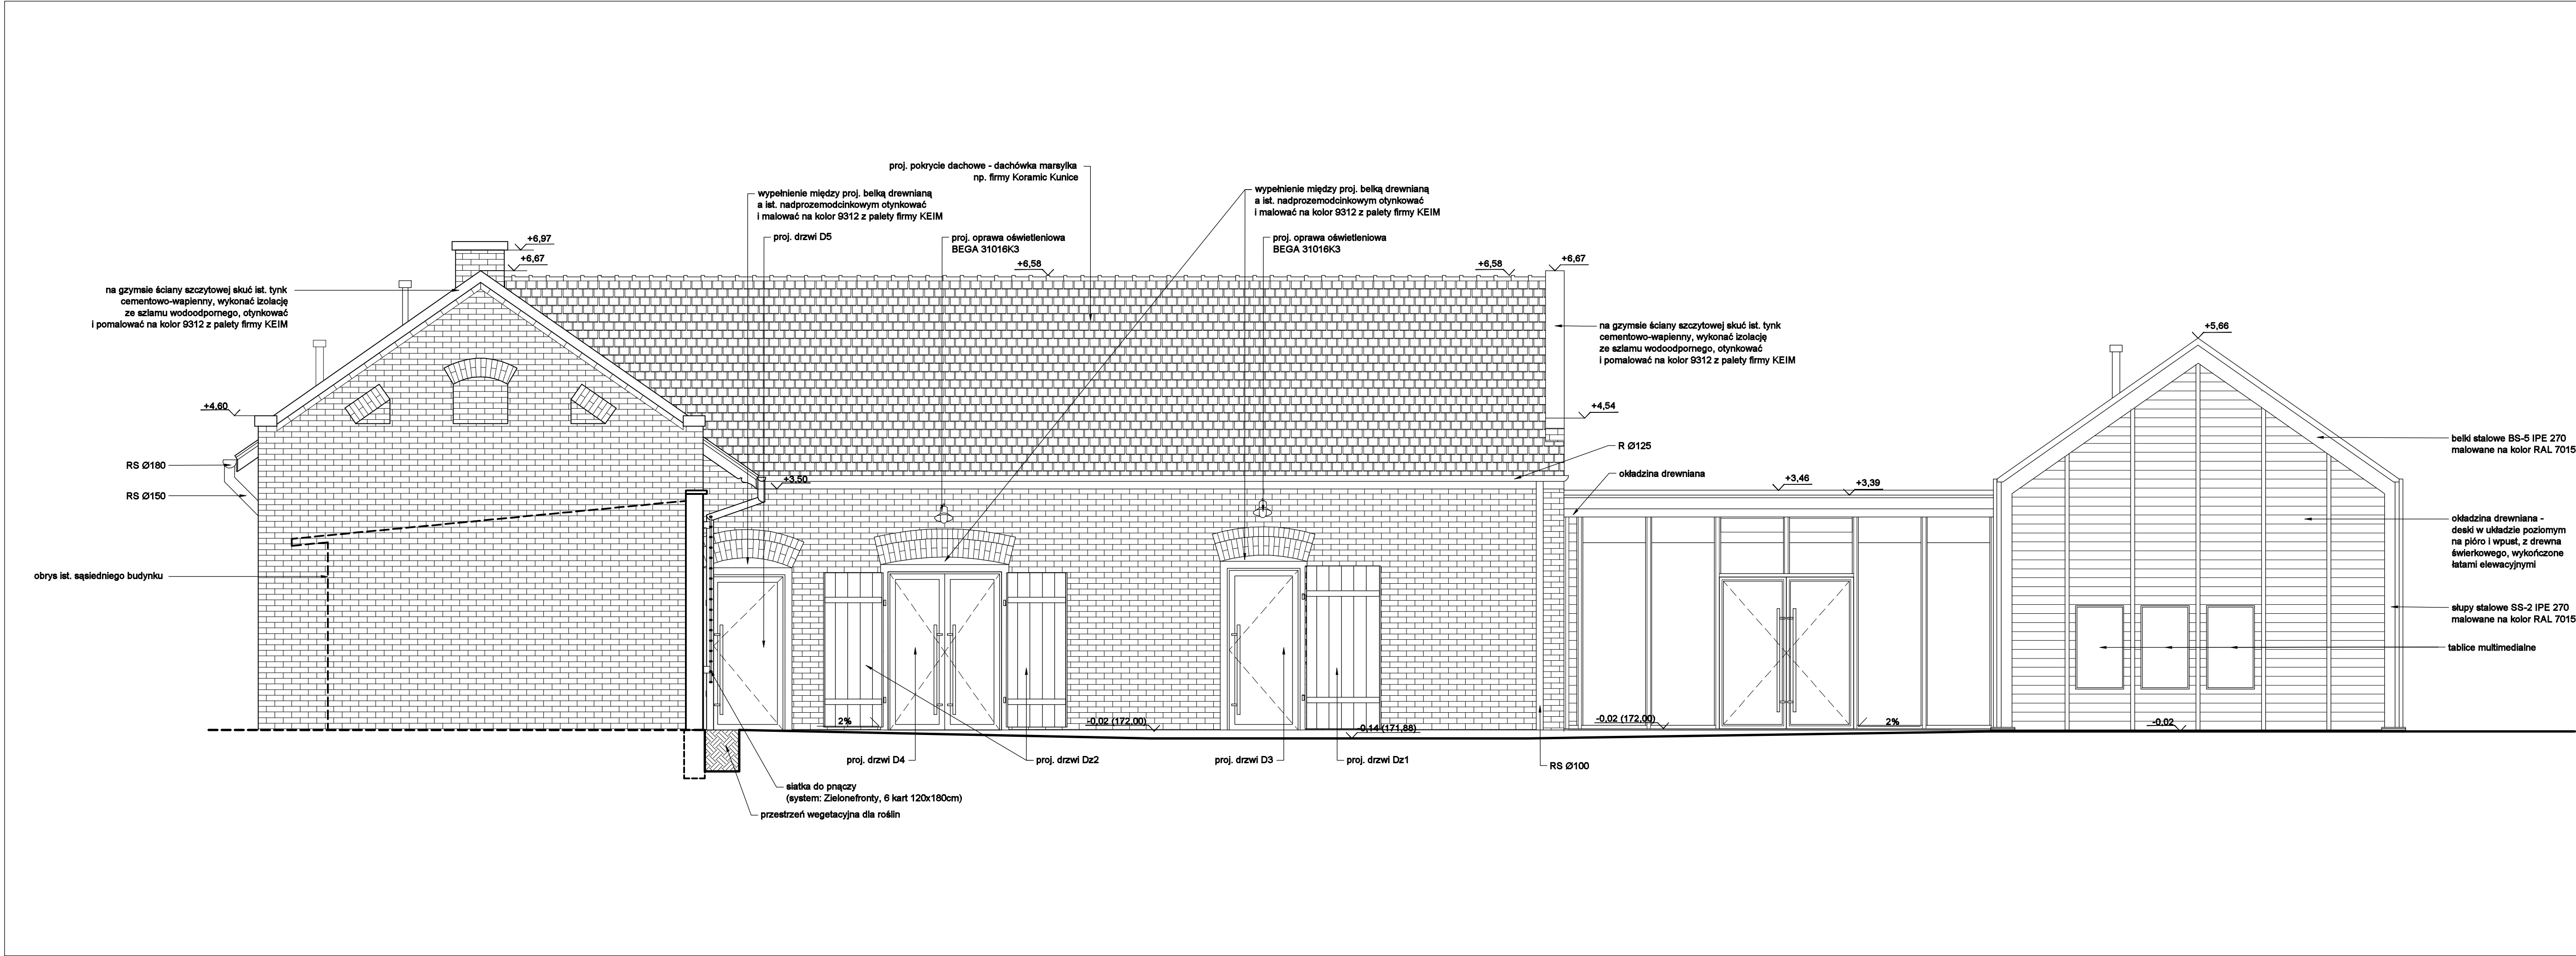 proj. pokrycie dachowe - dachówka marsylka
np. firmy Koramic Kunice
wypełnienie między proj. belką drewnianą
a ist. nadprozemodcinkowym otynkować
i malować na kolor 9312 z palety firmy KEIM
wypełnienie między proj. belką drewnianą
a ist. nadprozemodcinkowym otynkować
i malować na kolor 9312 z palety firmy KEIM
proj. drzwi D5
proj. oprawa oświetleniowa
BEGA 31016K3
proj. oprawa oświetleniowa
BEGA 31016K3
+6,97
+6,67
+6,58
+6,58
+6,67
na gzymsie ściany szczytowej skuć ist. tynk
cementowo-wapienny, wykonać izolację
ze szlamu wodoodpornego, otynkować
i pomalować na kolor 9312 z palety firmy KEIM
na gzymsie ściany szczytowej skuć ist. tynk
cementowo-wapienny, wykonać izolację
ze szlamu wodoodpornego, otynkować
i pomalować na kolor 9312 z palety firmy KEIM
+5,66
+4,60
+4,54
R Ø125
belki stalowe BS-5 IPE 270
malowane na kolor RAL 7015
RS Ø180
okładzina drewniana
+3,50
+3,46
+3,39
RS Ø150
okładzina drewniana -
deski w układzie poziomym
na pióro i wpust, z drewna
świerkowego, wykończone
łatami elewacyjnymi
obrys ist. sąsiedniego budynku
słupy stalowe SS-2 IPE 270
malowane na kolor RAL 7015
tablice multimedialne
2%
-0,02 (172,00)
-0,14 (171,88)
-0,02 (172,00)
2%
-0,02
proj. drzwi D4
proj. drzwi Dz2
proj. drzwi D3
proj. drzwi Dz1
RS Ø100
siatka do pnączy
(system: Zielonefronty, 6 kart 120x180cm)
przestrzeń wegetacyjna dla roślin